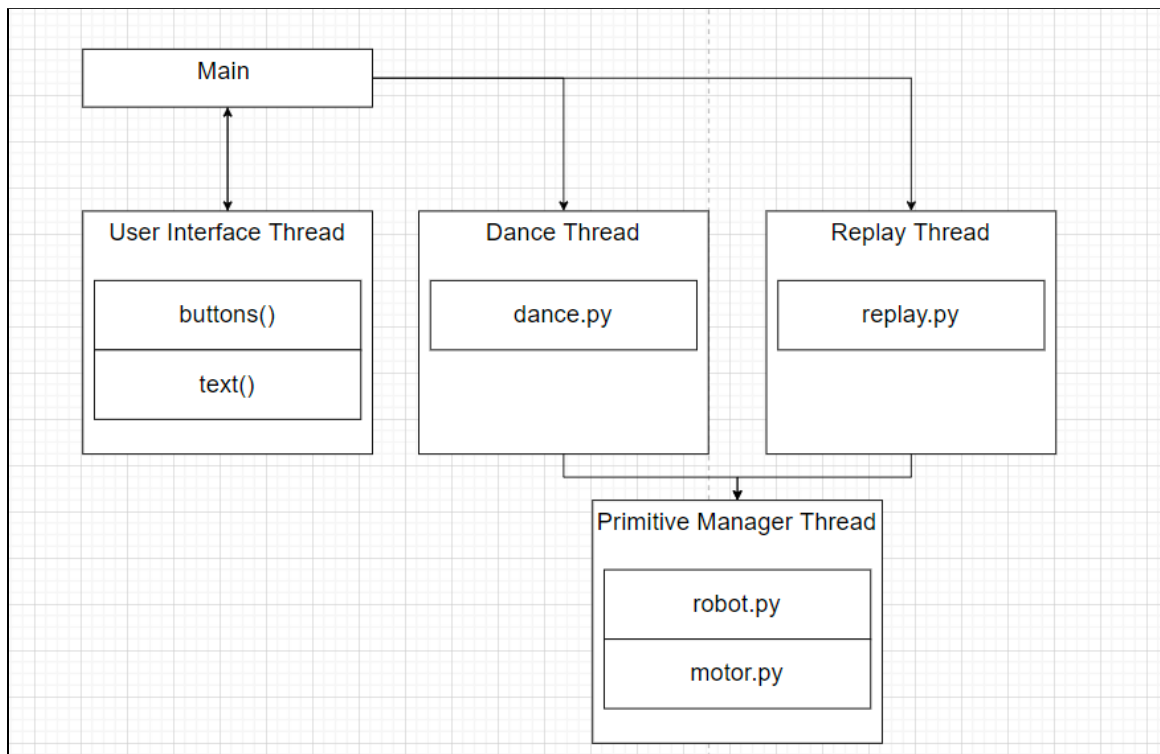 Main
User Interface Thread
buttons()
text()
Dance Thread
dance.py
Replay Thread
replay.py
Primitive Manager Thread
robot.py
motor.py